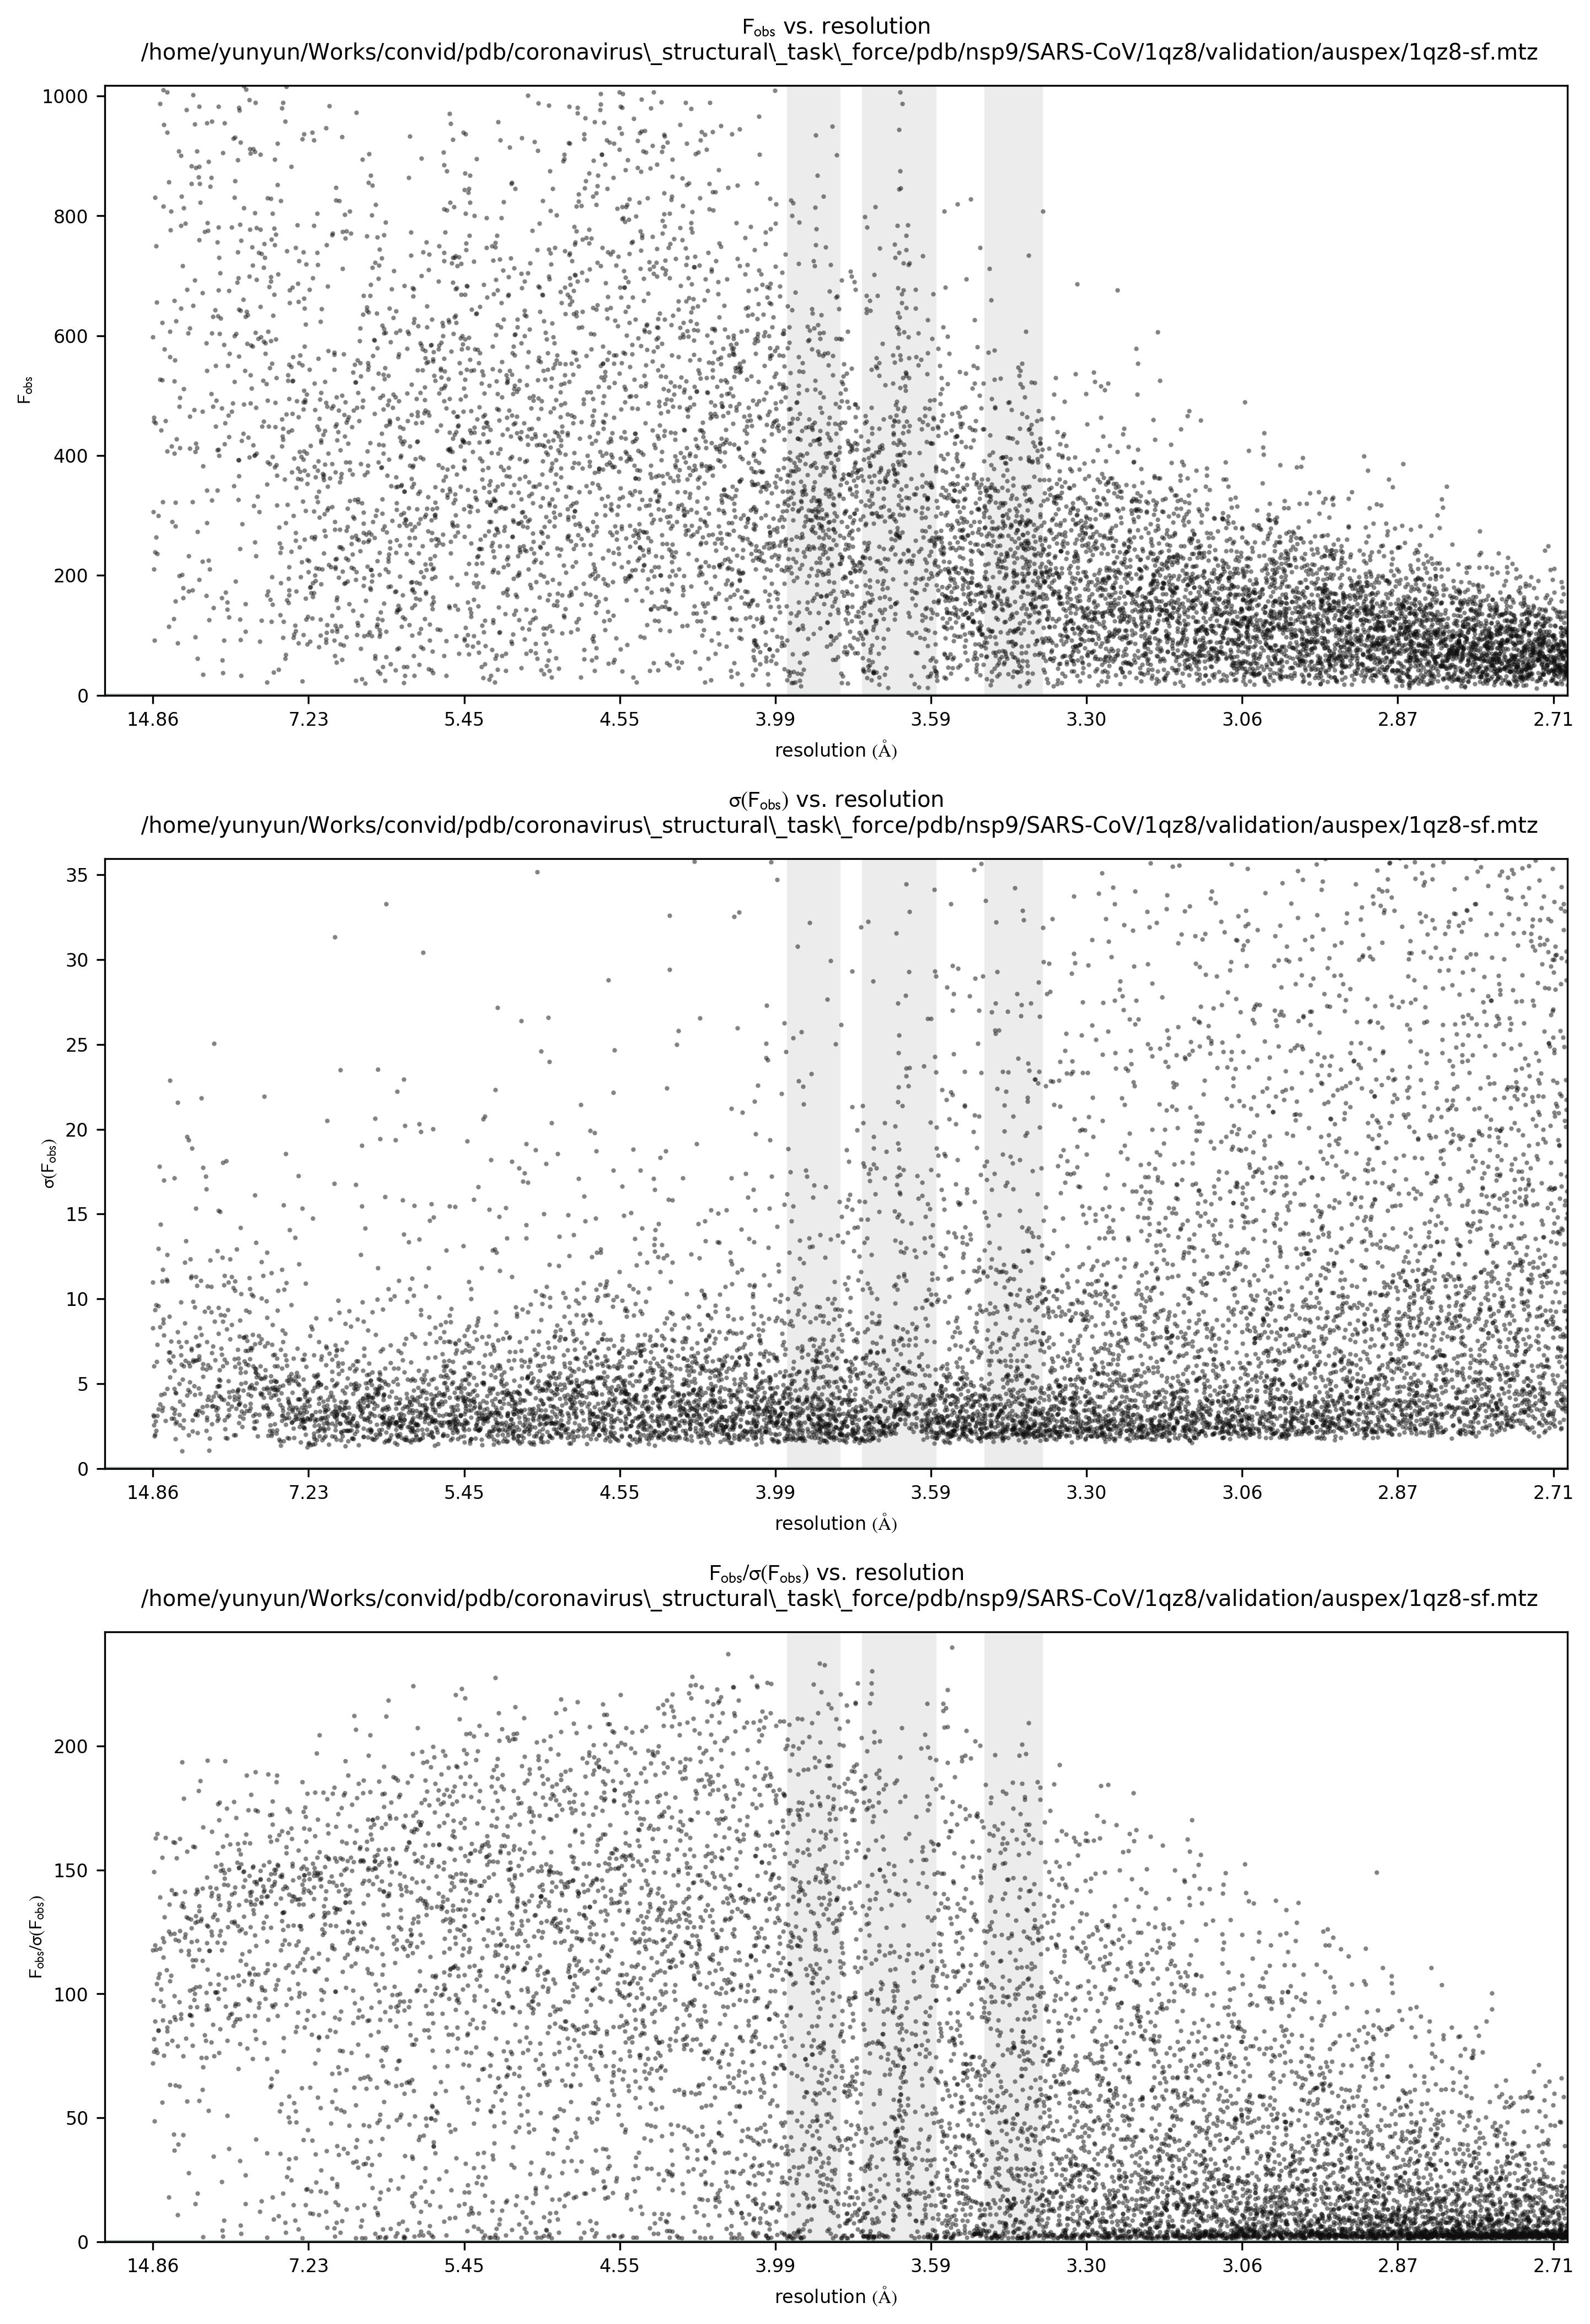 Fobs vs. resolution
/home/yunyun/Works/convid/pdb/coronavirus\_structural\_task\_force/pdb/nsp9/SARS-CoV/1qz8/validation/auspex/1qz8-sf.mtz
1000
800
600
Fobs
400
200
0
14.86 7.23 5.45 4.55 3.99 3.59 3.30 3.06 2.87 2.71
resolution (Å)
σ(Fobs) vs. resolution
/home/yunyun/Works/convid/pdb/coronavirus\_structural\_task\_force/pdb/nsp9/SARS-CoV/1qz8/validation/auspex/1qz8-sf.mtz
35
30
25
20
σ(Fobs)
15
10
5
0
14.86 7.23 5.45 4.55 3.99 3.59 3.30 3.06 2.87 2.71
resolution (Å)
Fobs/σ(Fobs) vs. resolution
/home/yunyun/Works/convid/pdb/coronavirus\_structural\_task\_force/pdb/nsp9/SARS-CoV/1qz8/validation/auspex/1qz8-sf.mtz
200
150
Fobs/σ(Fobs)
100
50
0
14.86 7.23 5.45 4.55 3.99 3.59 3.30 3.06 2.87 2.71
resolution (Å)